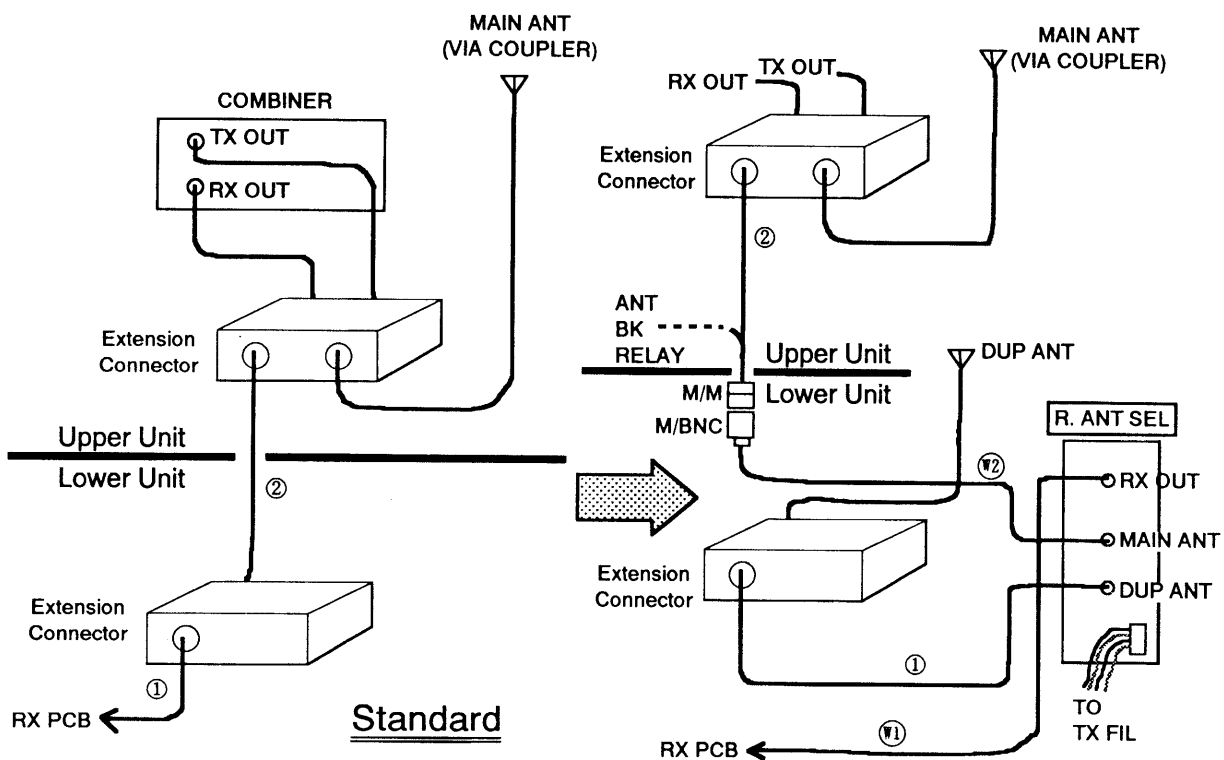 MAIN ANT
(VIA COUPLER)
COMBINER
TX OUT
RX OUT
Extension
Connector
Upper Unit
Lower Unit
②
Extension
Connector
①
RX PCB
Standard
MAIN ANT
(VIA COUPLER)
TX OUT
RX OUT
Extension
Connector
②
ANT
BK
RELAY
Upper Unit
Lower Unit
DUP ANT
M/M
M/BNC
R. ANT SEL
W2
RX OUT
MAIN ANT
DUP ANT
Extension
Connector
①
TO
TX FIL
W1
RX PCB